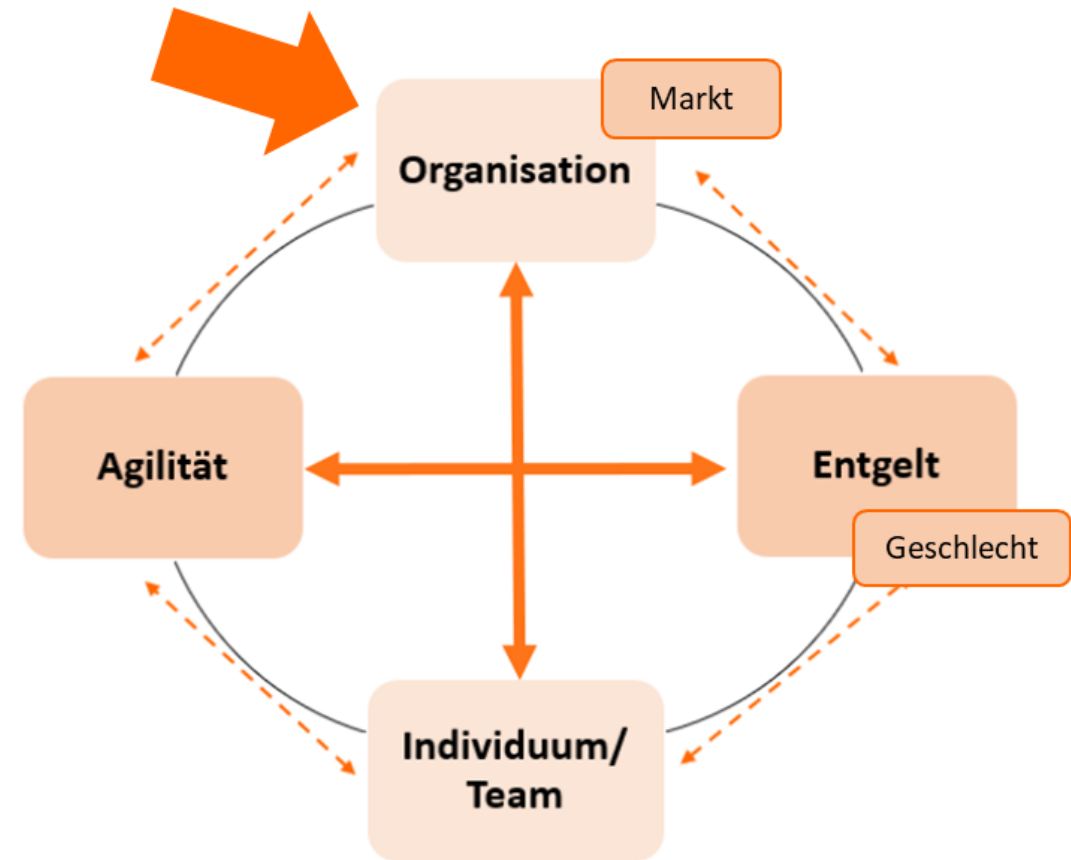 Markt
Organisation
Agilität
Entgelt
Geschlecht
Individuum/
Team